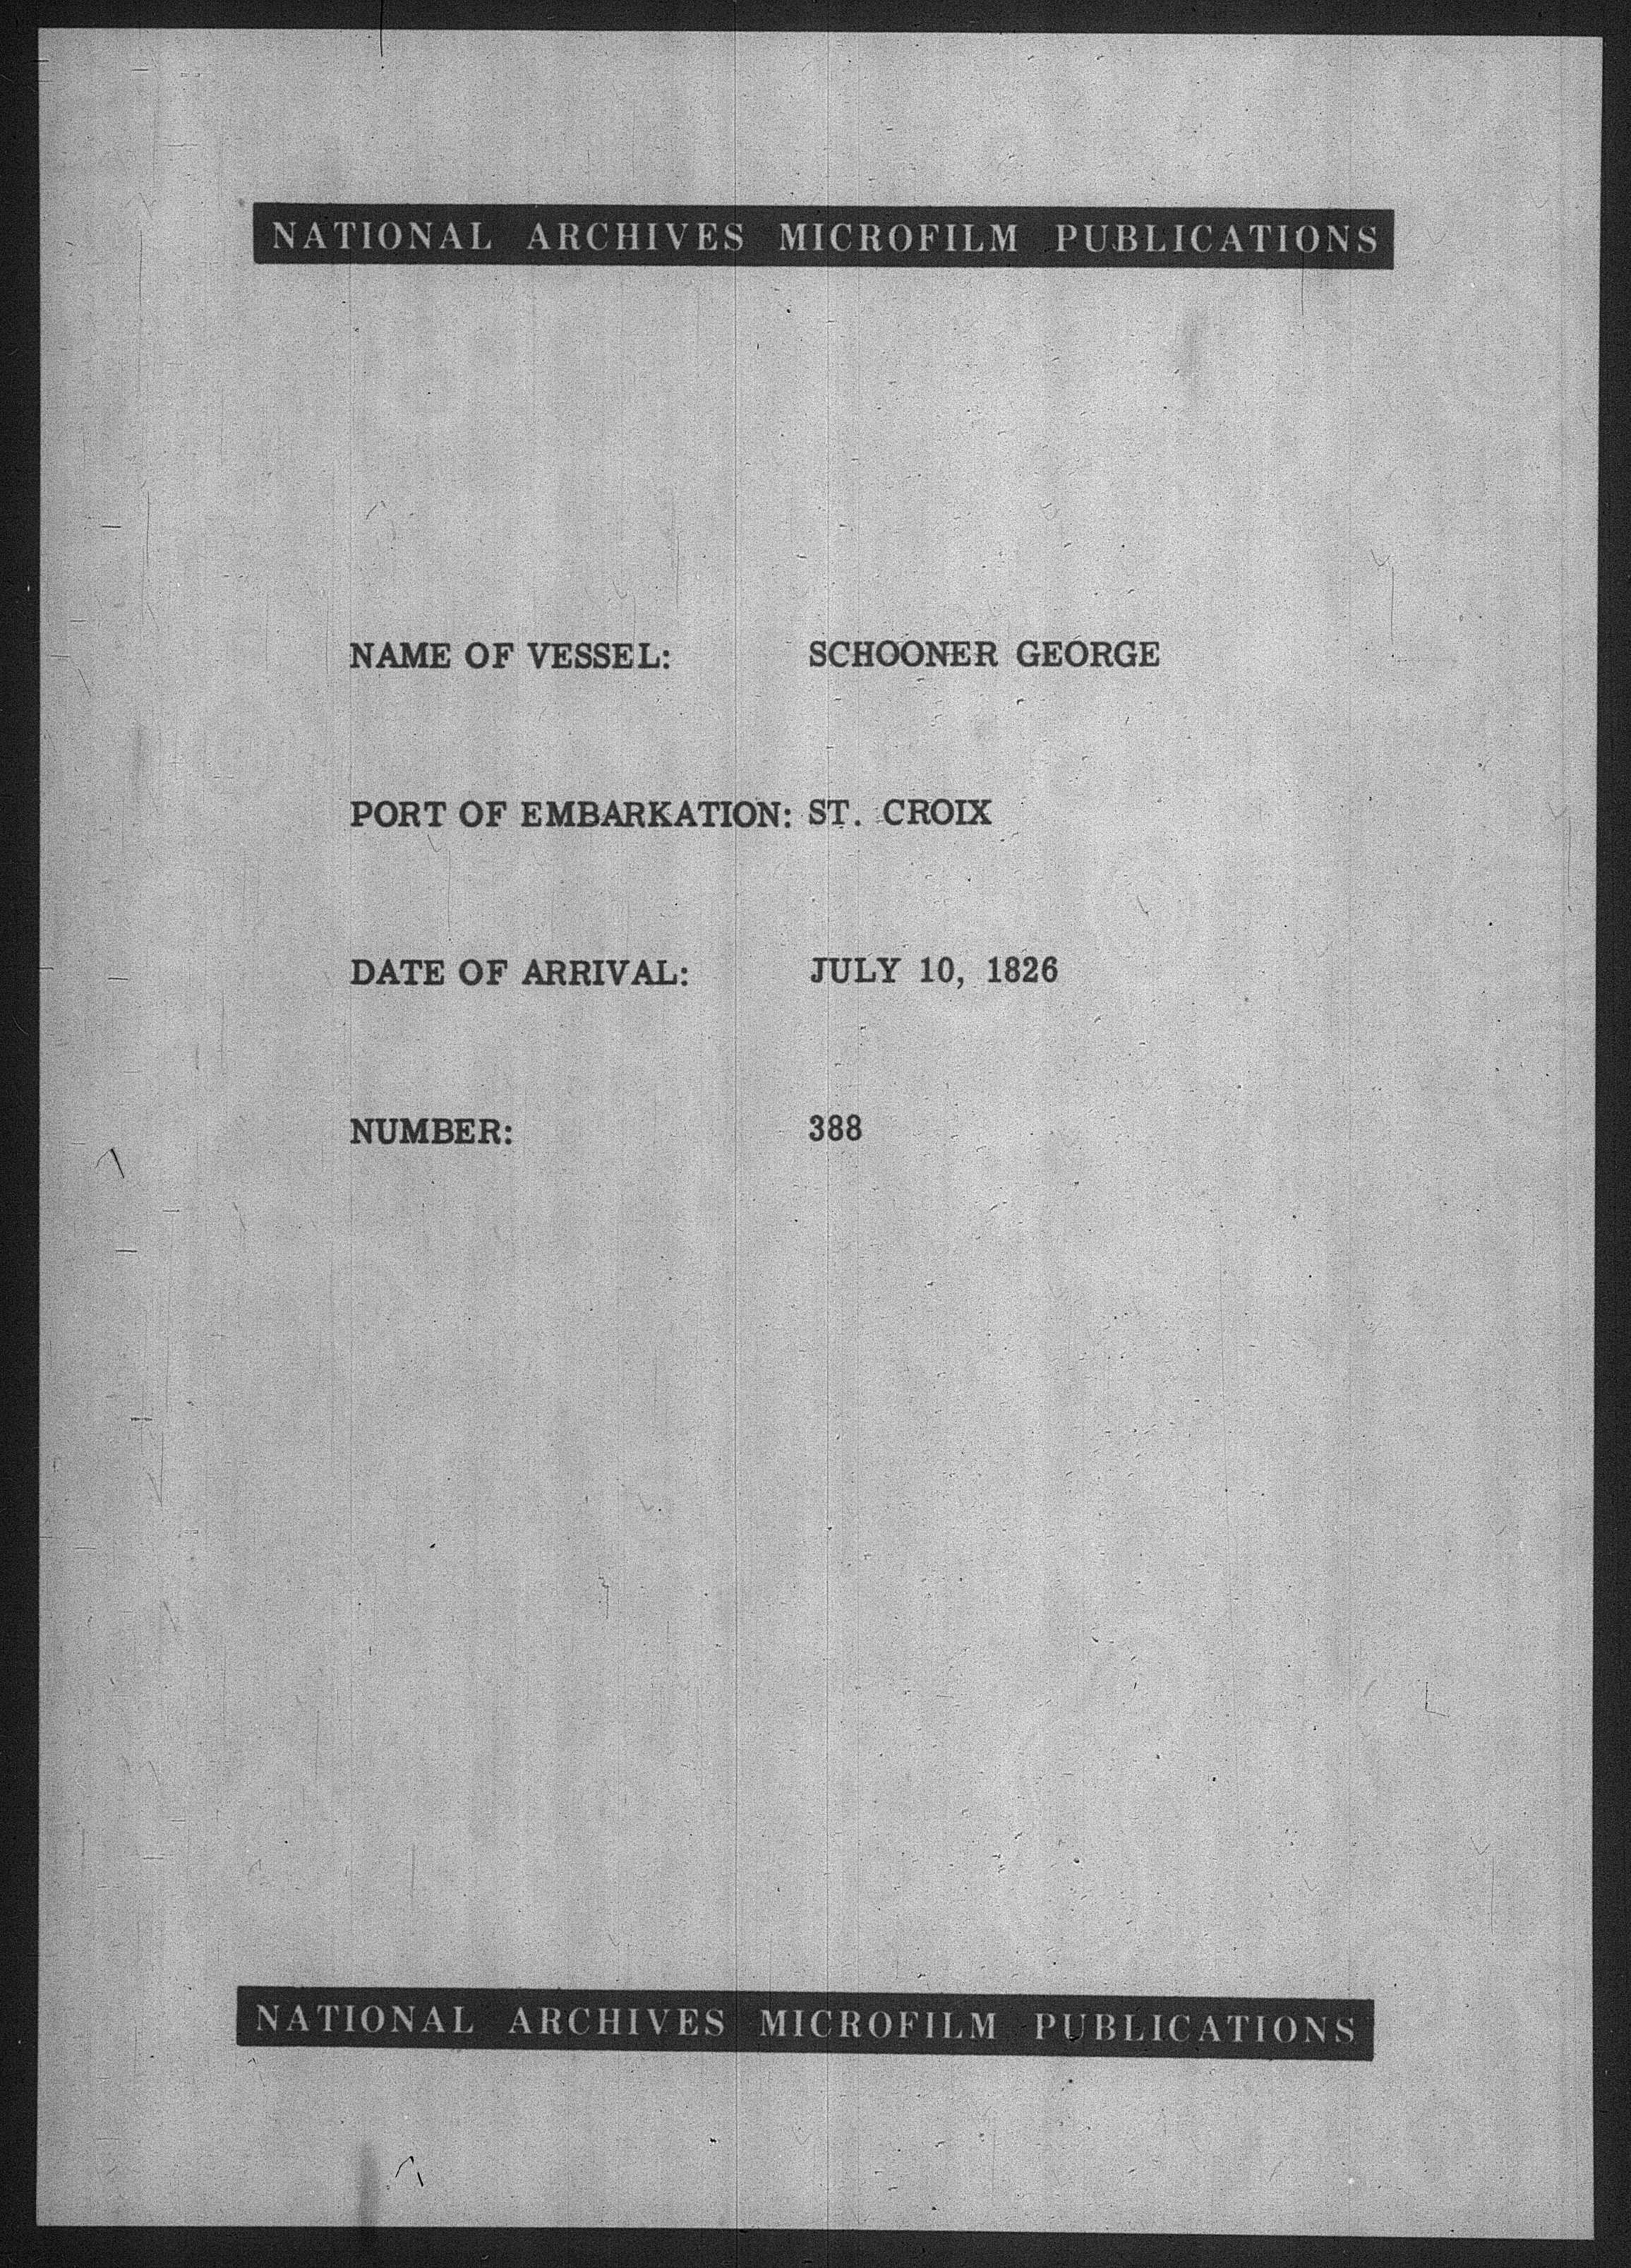 NATIONAL ARCHIVES MICROFILM PUBLICATIONS
NAME OF VESSEL: SCHOONER GEORGE
PORT OF EMBARKATION: ST. CROIX
DATE OF ARRIVAL: JULY 10, 1826
NUMBER: 388
NATIONAL ARCHIVES MICROFILM PUBLICATIONS